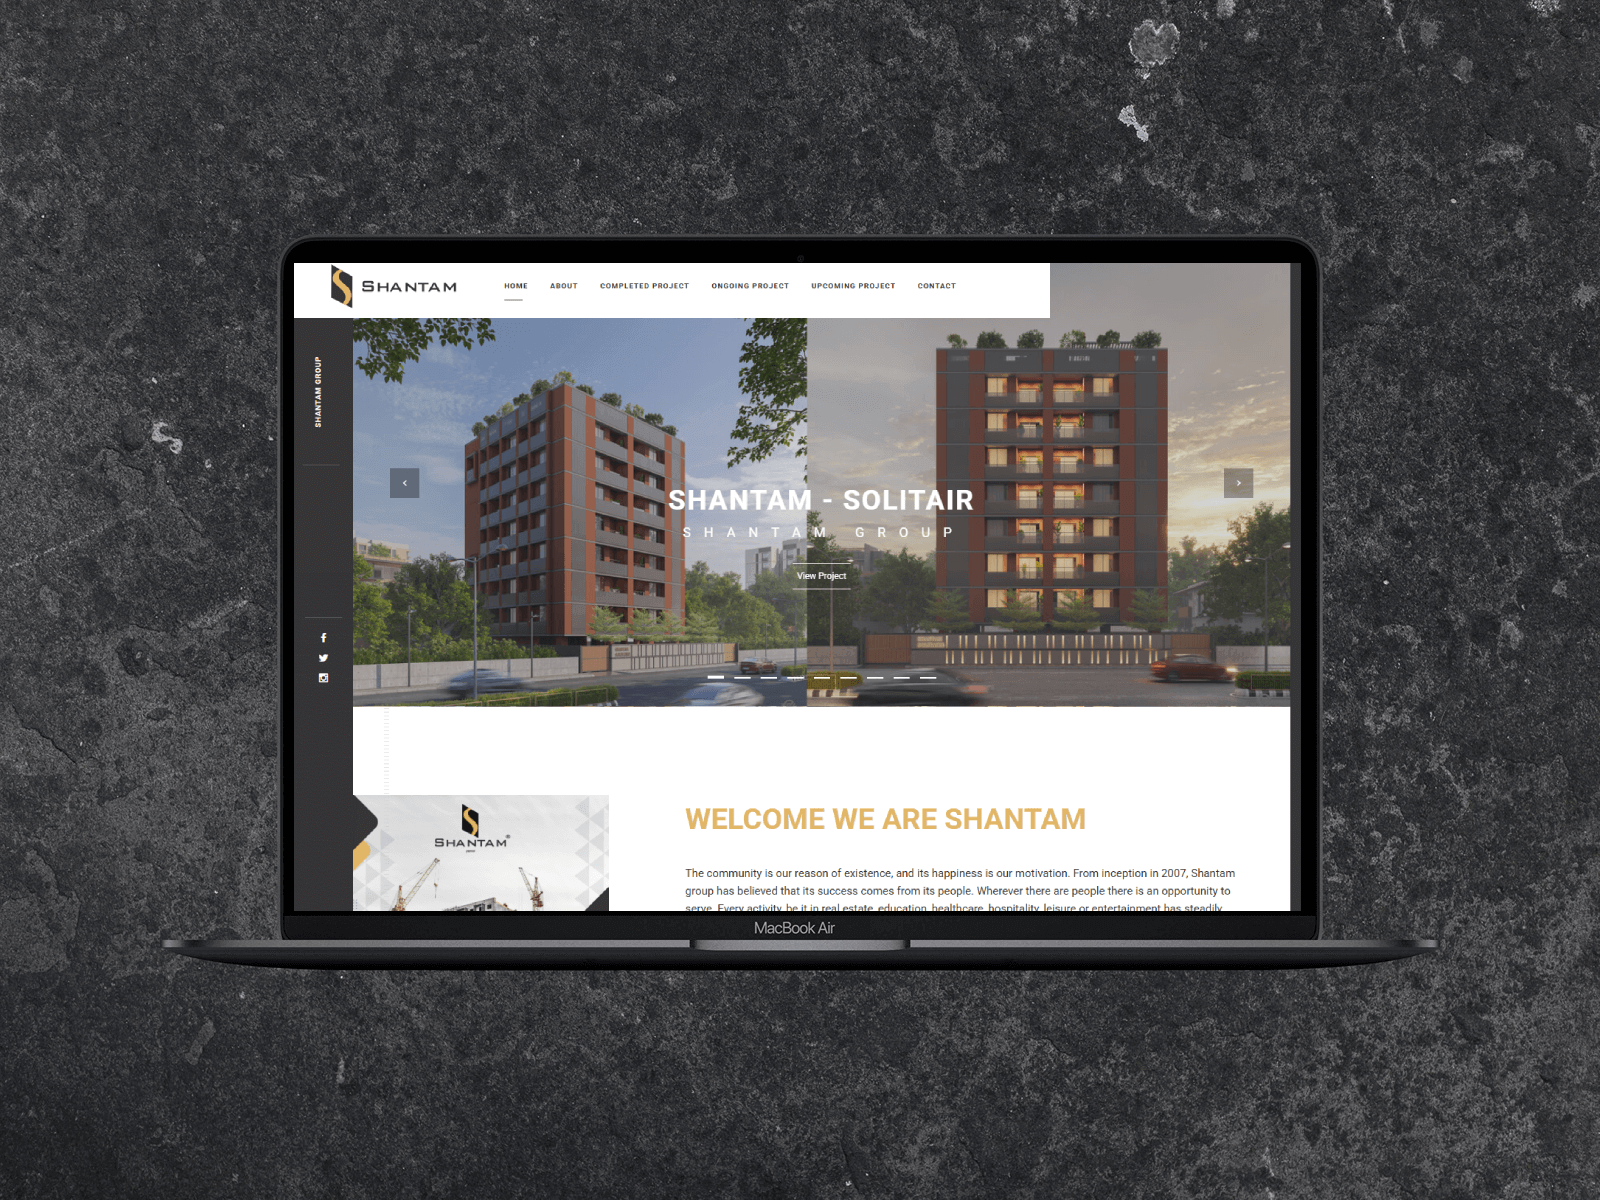 SHANTAM
HOME ABOUT COMPLETED PROJECT ONGOING PROJECT UPCOMING PROJECT CONTACT
SHANTAM GROUP
SHANTAM - SOLITAIR
SHANTAM GROUP
View Project
SHANTAM®
WELCOME WE ARE SHANTAM
The community is our reason of existence, and its happiness is our motivation. From inception in 2007, Shantam
group has believed that its success comes from its people. Wherever there are people there is an opportunity to
serve. Every activity, be it in real estate, education, healthcare, hospitality, leisure or entertainment has steadily
MacBook Air